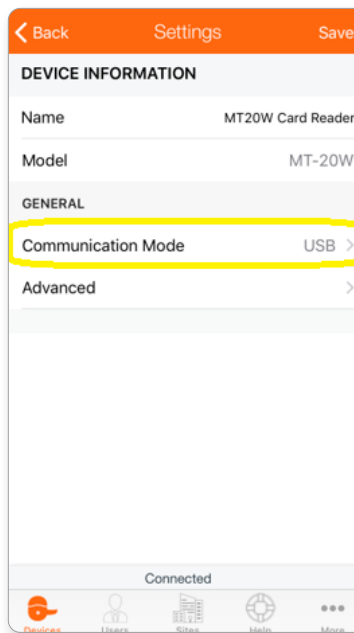 Back Settings Save
DEVICE INFORMATION
Name MT20W Card Reader
Model MT-20W
GENERAL
Communication Mode USB
Advanced
Connected
Devices Users Sites Help More